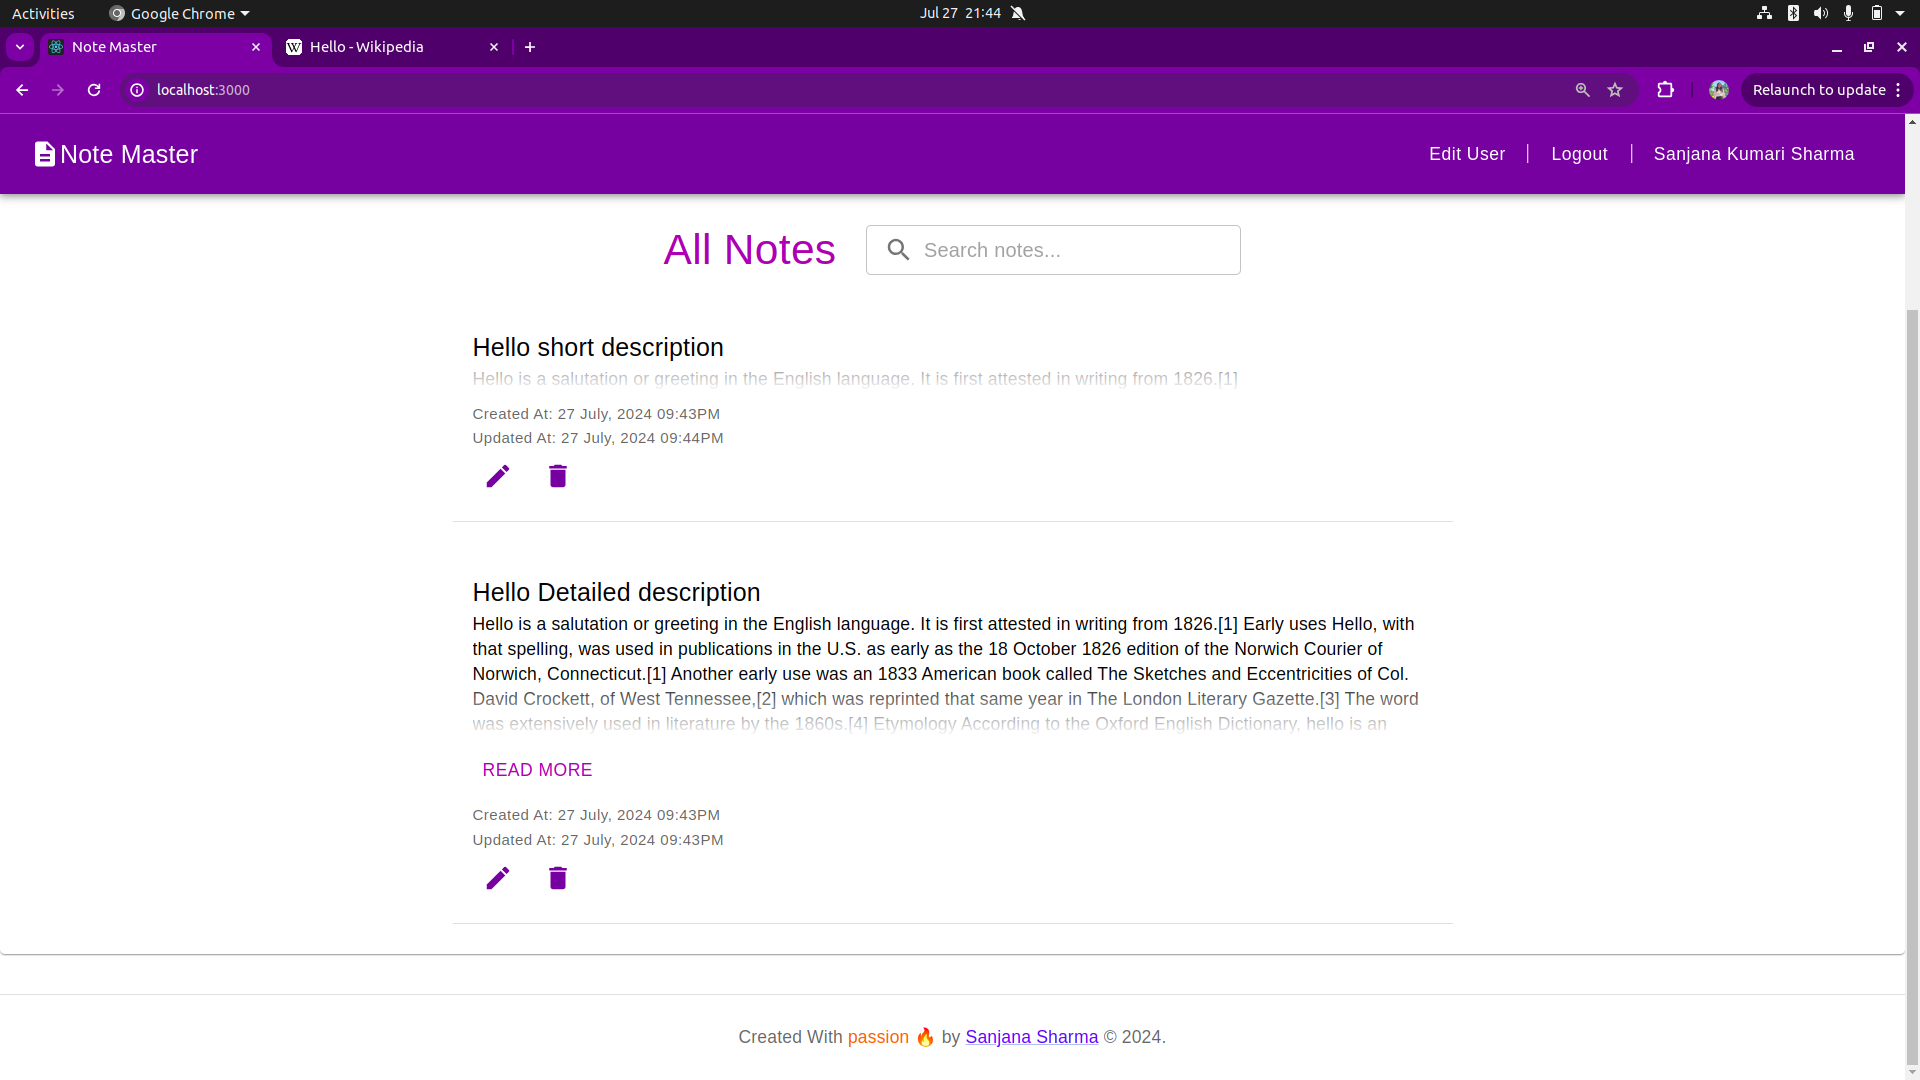 Activities Google Chrome Jul 27 21:44
Note Master Hello - Wikipedia
localhost:3000 Relaunch to update
Note Master Edit User | Logout | Sanjana Kumari Sharma
All Notes Search notes...
Hello short description
Hello is a salutation or greeting in the English language. It is first attested in writing from 1826.[1]
Created At: 27 July, 2024 09:43PM
Updated At: 27 July, 2024 09:44PM
Hello Detailed description
Hello is a salutation or greeting in the English language. It is first attested in writing from 1826.[1] Early uses Hello, with
that spelling, was used in publications in the U.S. as early as the 18 October 1826 edition of the Norwich Courier of
Norwich, Connecticut.[1] Another early use was an 1833 American book called The Sketches and Eccentricities of Col.
David Crockett, of West Tennessee,[2] which was reprinted that same year in The London Literary Gazette.[3] The word
was extensively used in literature by the 1860s.[4] Etymology According to the Oxford English Dictionary, hello is an
READ MORE
Created At: 27 July, 2024 09:43PM
Updated At: 27 July, 2024 09:43PM
Created With passion 🔥 by Sanjana Sharma © 2024.